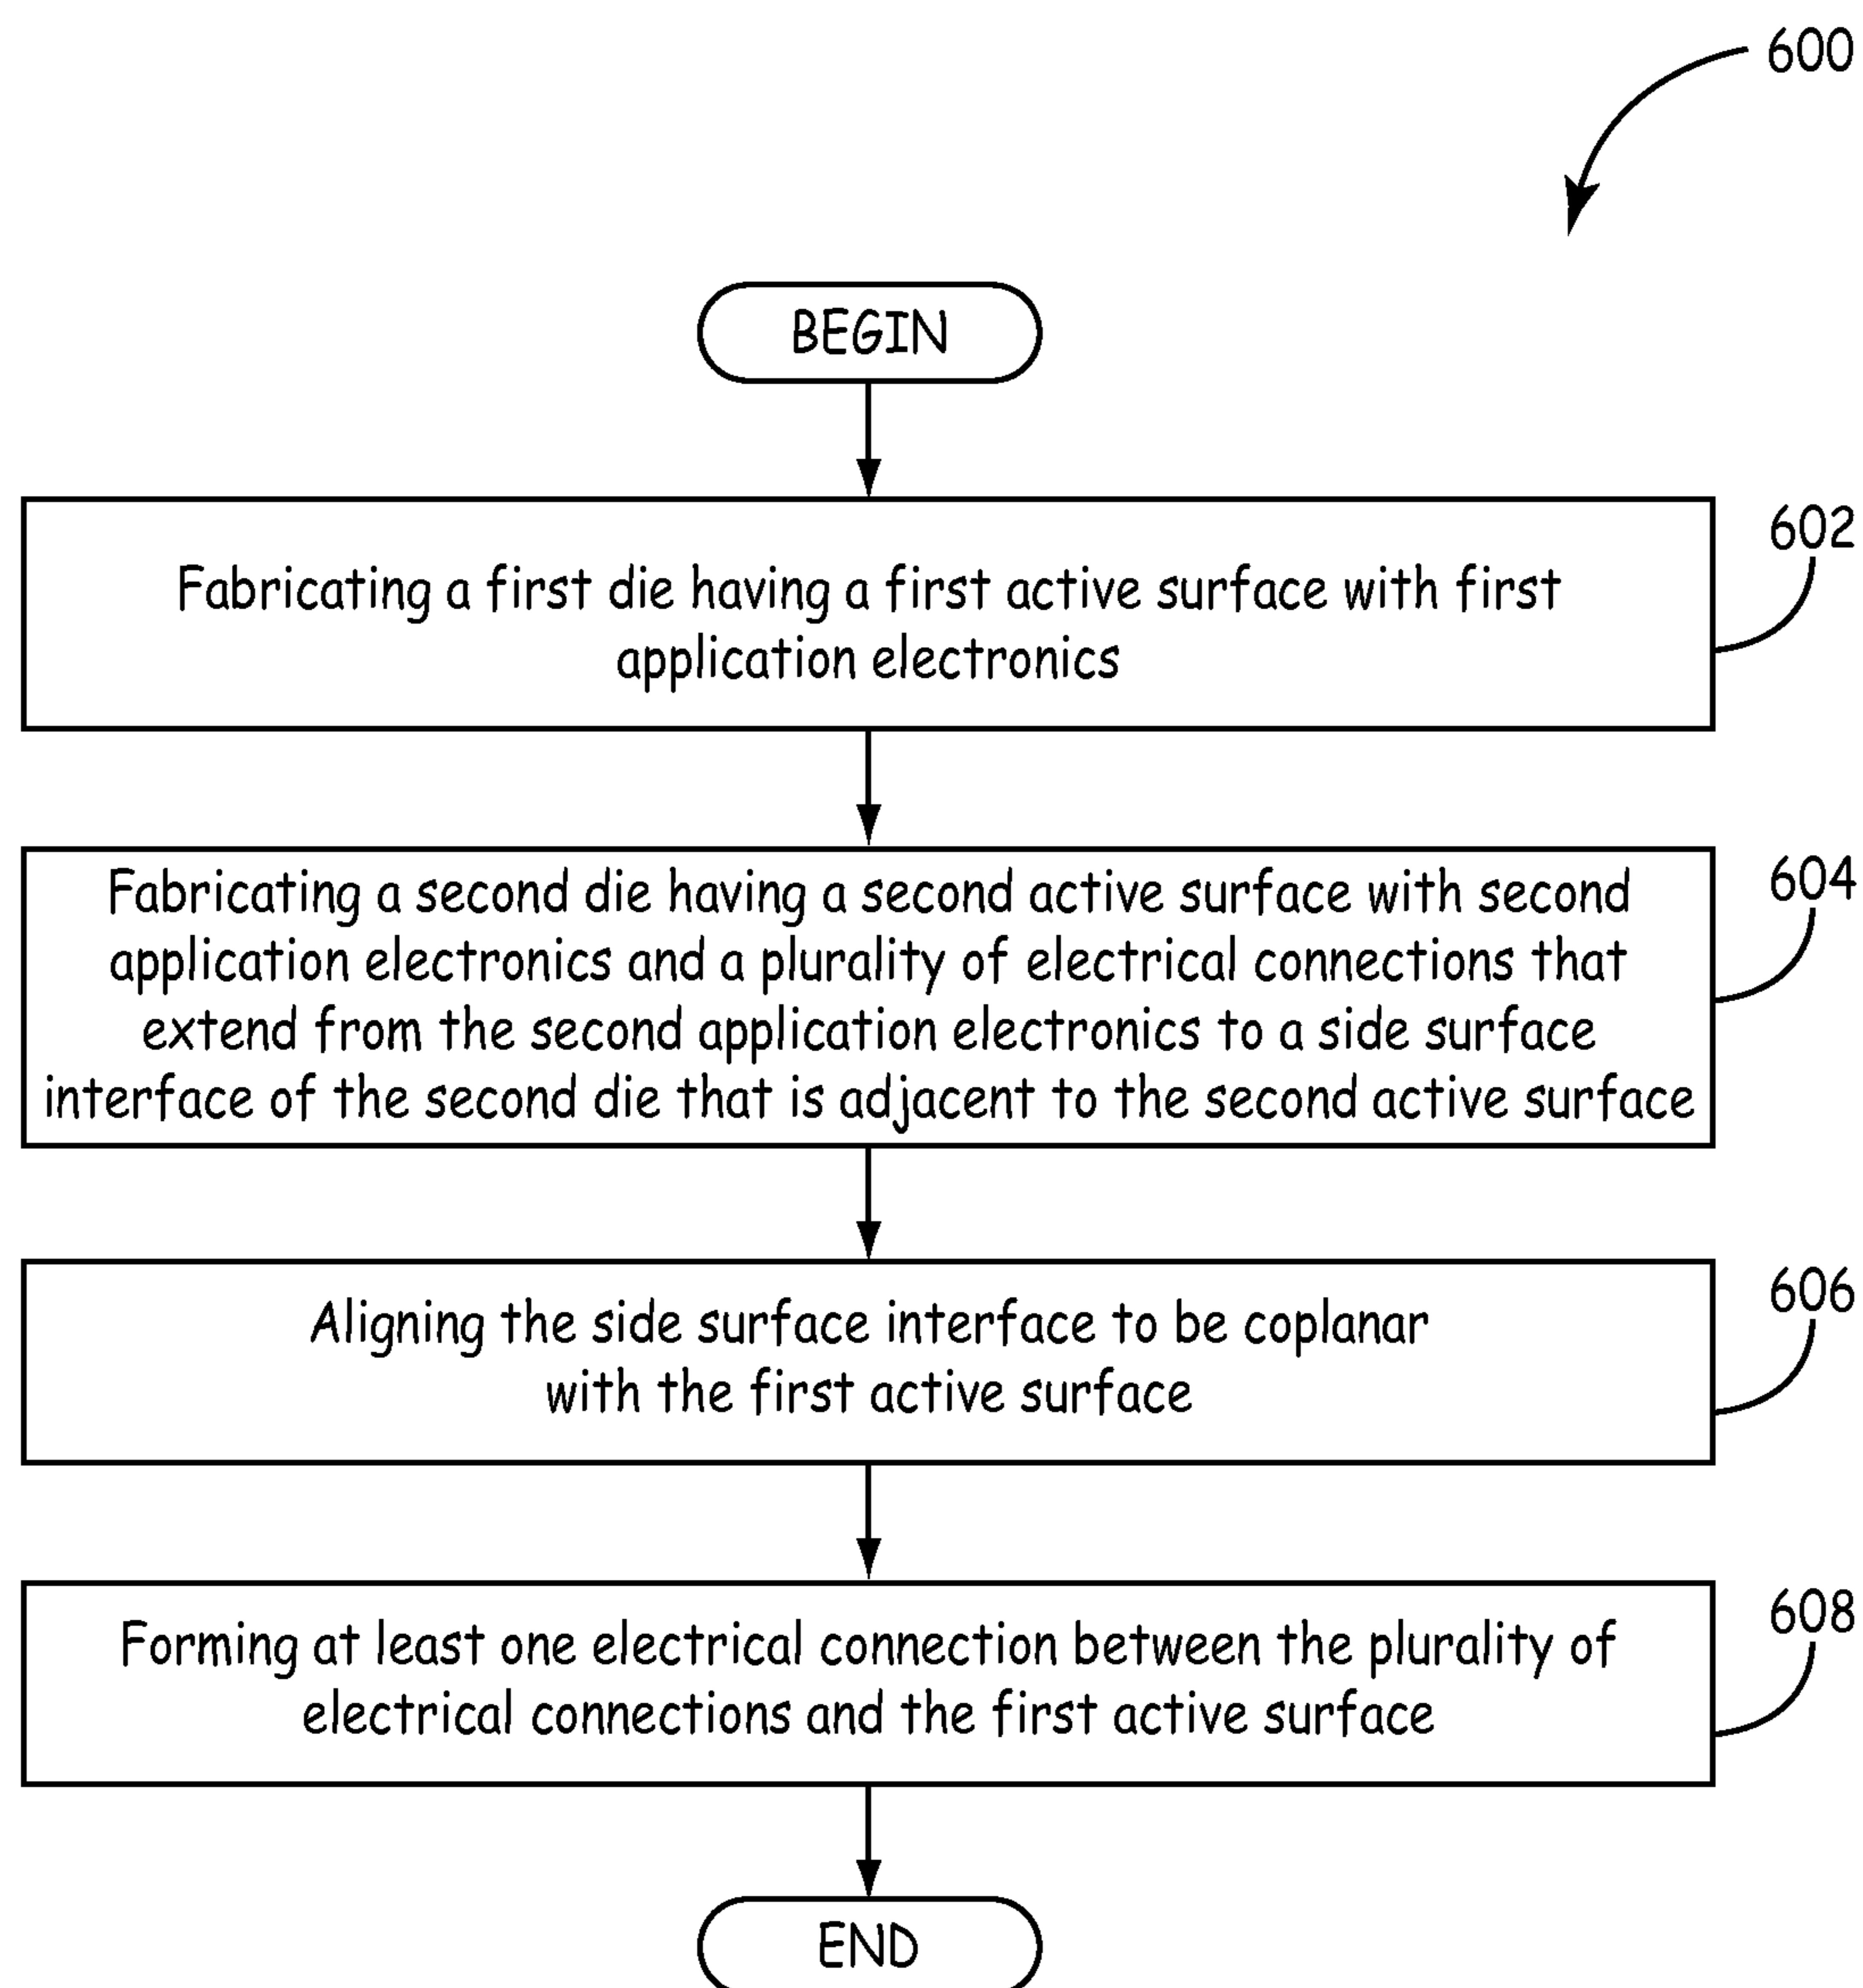 600
BEGIN
602
Fabricating a first die having a first active surface with first
application electronics
604
Fabricating a second die having a second active surface with second
application electronics and a plurality of electrical connections that
extend from the second application electronics to a side surface
interface of the second die that is adjacent to the second active surface
606
Aligning the side surface interface to be coplanar
with the first active surface
608
Forming at least one electrical connection between the plurality of
electrical connections and the first active surface
END